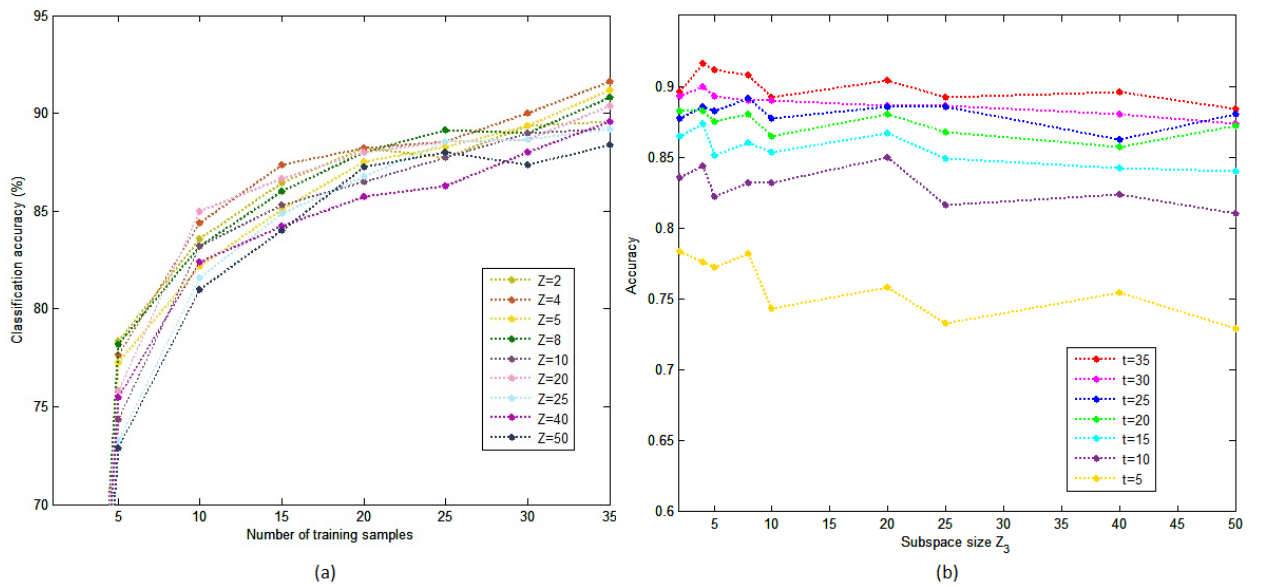 95
90
85
80
75
70
Classification accuracy (%)
5
10
15
20
25
30
35
Number of training samples
Z=2
Z=4
Z=5
Z=8
Z=10
Z=20
Z=25
Z=40
Z=50
(a)
0.9
0.85
0.8
0.75
0.7
0.65
0.6
Accuracy
5
10
15
20
25
30
35
40
45
50
Subspace size Z3
t=35
t=30
t=25
t=20
t=15
t=10
t=5
(b)